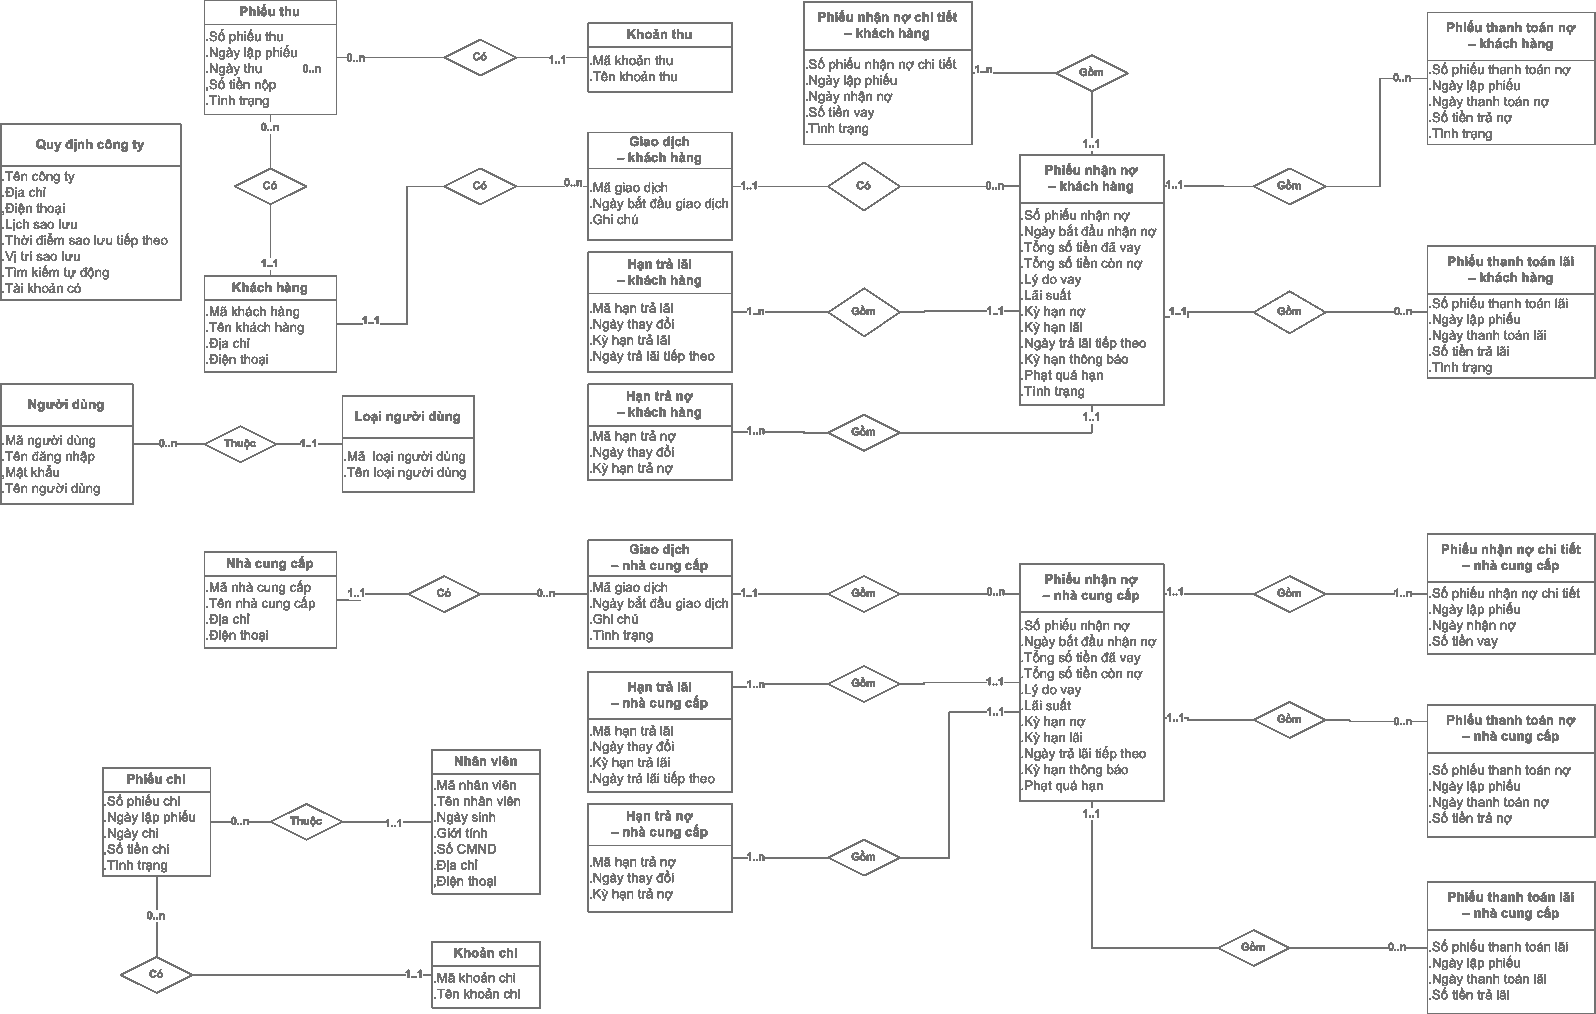 Phiếu thu
.Số phiếu thu
.Ngày lập phiếu
.Ngày thu
0..n
,Số tiền nộp
.Tình trạng
0..n
Có
1..1
Khoản thu
.Mã khoản thu
.Tên khoản thu
0..n
Có
1..1
Quy định công ty
.Tên công ty
.Địa chỉ
,Điện thoại
.Lịch sao lưu
.Thời điểm sao lưu tiếp theo
.Vị trí sao lưu
.Tìm kiếm tự động
.Tài khoản có
Khách hàng
.Mã khách hàng
.Tên khách hàng
.Địa chỉ
.Điện thoại
1..1
Có
0..n
Giao dịch
– khách hàng
.Mã giao dịch
.Ngày bắt đầu giao dịch
.Ghi chú
1..1
Có
0..n
Hạn trả lãi
– khách hàng
.Mã hạn trả lãi
.Ngày thay đổi
.Kỳ hạn trả lãi
.Ngày trả lãi tiếp theo
1..n
Gồm
1..1
Hạn trả nợ
– khách hàng
.Mã hạn trả nợ
.Ngày thay đổi
.Kỳ hạn trả nợ
1..n
Gồm
1..1
Phiếu nhận nợ chi tiết
– khách hàng
.Số phiếu nhận nợ chi tiết
.Ngày lập phiếu
.Ngày nhận nợ
.Số tiền vay
.Tình trạng
1..n
Gồm
1..1
Phiếu nhận nợ
– khách hàng
.Số phiếu nhận nợ
.Ngày bắt đầu nhận nợ
.Tổng số tiền đã vay
.Tổng số tiền còn nợ
.Lý do vay
.Lãi suất
.Kỳ hạn nợ
.Kỳ hạn lãi
.Ngày trả lãi tiếp theo
.Kỳ hạn thông báo
.Phạt quá hạn
.Tình trạng
1..1
Gồm
0..n
Phiếu thanh toán nợ
– khách hàng
.Số phiếu thanh toán nợ
.Ngày lập phiếu
.Ngày thanh toán nợ
.Số tiền trả nợ
.Tình trạng
1..1
Gồm
0..n
Phiếu thanh toán lãi
– khách hàng
.Số phiếu thanh toán lãi
.Ngày lập phiếu
.Ngày thanh toán lãi
.Số tiền trả lãi
.Tình trạng
Người dùng
.Mã người dùng
.Tên đăng nhập
,Mật khẩu
.Tên người dùng
0..n
Thuộc
1..1
Loại người dùng
.Mã loại người dùng
.Tên loại người dùng
Nhà cung cấp
.Mã nhà cung cấp
.Tên nhà cung cấp
.Địa chỉ
.Điện thoại
1..1
Có
0..n
Giao dịch
– nhà cung cấp
.Mã giao dịch
.Ngày bắt đầu giao dịch
.Ghi chú
.Tình trạng
1..1
Gồm
0..n
Hạn trả lãi
– nhà cung cấp
.Mã hạn trả lãi
.Ngày thay đổi
.Kỳ hạn trả lãi
.Ngày trả lãi tiếp theo
1..n
Gồm
1..1
Hạn trả nợ
– nhà cung cấp
.Mã hạn trả nợ
.Ngày thay đổi
.Kỳ hạn trả nợ
1..n
Gồm
1..1
Phiếu nhận nợ
– nhà cung cấp
.Số phiếu nhận nợ
.Ngày bắt đầu nhận nợ
.Tổng số tiền đã vay
.Tổng số tiền còn nợ
.Lý do vay
.Lãi suất
.Kỳ hạn nợ
.Kỳ hạn lãi
.Ngày trả lãi tiếp theo
.Kỳ hạn thông báo
.Phạt quá hạn
1..1
Gồm
1..n
Phiếu nhận nợ chi tiết
– nhà cung cấp
.Số phiếu nhận nợ chi tiết
.Ngày lập phiếu
.Ngày nhận nợ
.Số tiền vay
1..1
Gồm
0..n
Phiếu thanh toán nợ
– nhà cung cấp
.Số phiếu thanh toán nợ
.Ngày lập phiếu
.Ngày thanh toán nợ
.Số tiền trả nợ
1..1
Gồm
0..n
Phiếu thanh toán lãi
– nhà cung cấp
.Số phiếu thanh toán lãi
.Ngày lập phiếu
.Ngày thanh toán lãi
.Số tiền trả lãi
Phiếu chi
.Số phiếu chi
.Ngày lập phiếu
.Ngày chi
.Số tiền chi
.Tình trạng
0..n
Thuộc
1..1
Nhân viên
.Mã nhân viên
.Tên nhân viên
.Ngày sinh
.Giới tính
.Số CMND
.Địa chỉ
,Điện thoại
0..n
Có
1..1
Khoản chi
.Mã khoản chi
.Tên khoản chi